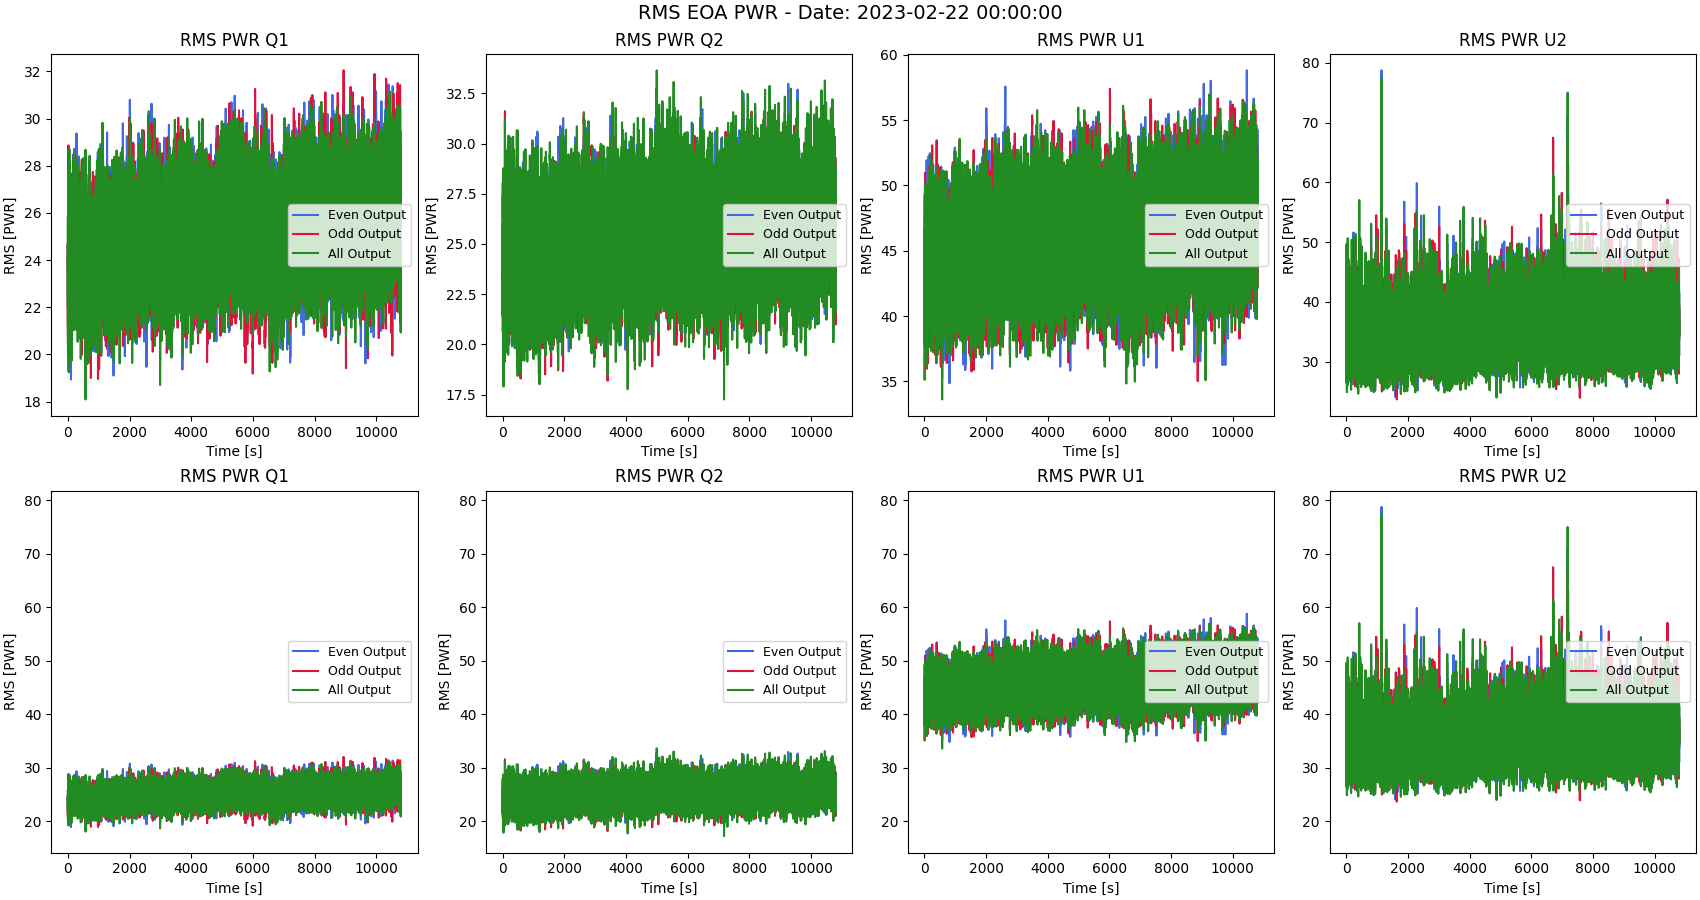 RMS EOA PWR - Date: 2023-02-22 00:00:00
RMS PWR Q1
RMS [PWR]
32
30
28
26
24
22
20
18
0 2000 4000 6000 8000 10000
Time [s]
Even Output
Odd Output
All Output
RMS PWR Q2
RMS [PWR]
32.5
30.0
27.5
25.0
22.5
20.0
17.5
0 2000 4000 6000 8000 10000
Time [s]
Even Output
Odd Output
All Output
RMS PWR U1
RMS [PWR]
60
55
50
45
40
35
0 2000 4000 6000 8000 10000
Time [s]
Even Output
Odd Output
All Output
RMS PWR U2
RMS [PWR]
80
70
60
50
40
30
0 2000 4000 6000 8000 10000
Time [s]
Even Output
Odd Output
All Output
RMS PWR Q1
RMS [PWR]
80
70
60
50
40
30
20
0 2000 4000 6000 8000 10000
Time [s]
Even Output
Odd Output
All Output
RMS PWR Q2
RMS [PWR]
80
70
60
50
40
30
20
0 2000 4000 6000 8000 10000
Time [s]
Even Output
Odd Output
All Output
RMS PWR U1
RMS [PWR]
80
70
60
50
40
30
20
0 2000 4000 6000 8000 10000
Time [s]
Even Output
Odd Output
All Output
RMS PWR U2
RMS [PWR]
80
70
60
50
40
30
20
0 2000 4000 6000 8000 10000
Time [s]
Even Output
Odd Output
All Output